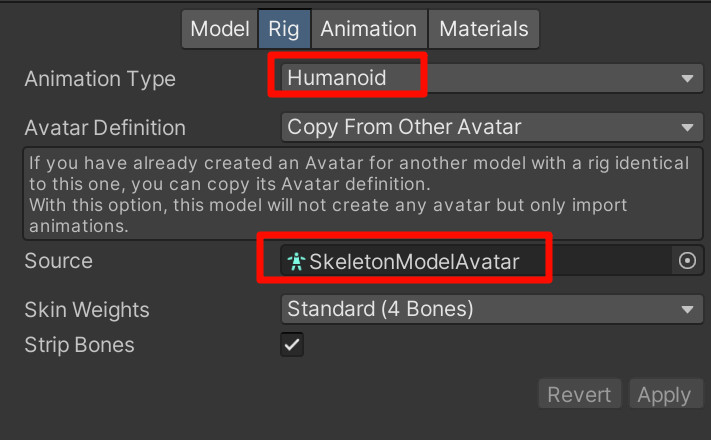 Model Rig Animation Materials
Animation Type Humanoid
Avatar Definition Copy From Other Avatar
If you have already created an Avatar for another model with a rig identical
to this one, you can copy its Avatar definition.
With this option, this model will not create any avatar but only import
animations.
Source SkeletonModelAvatar
Skin Weights Standard (4 Bones)
Strip Bones
Revert Apply